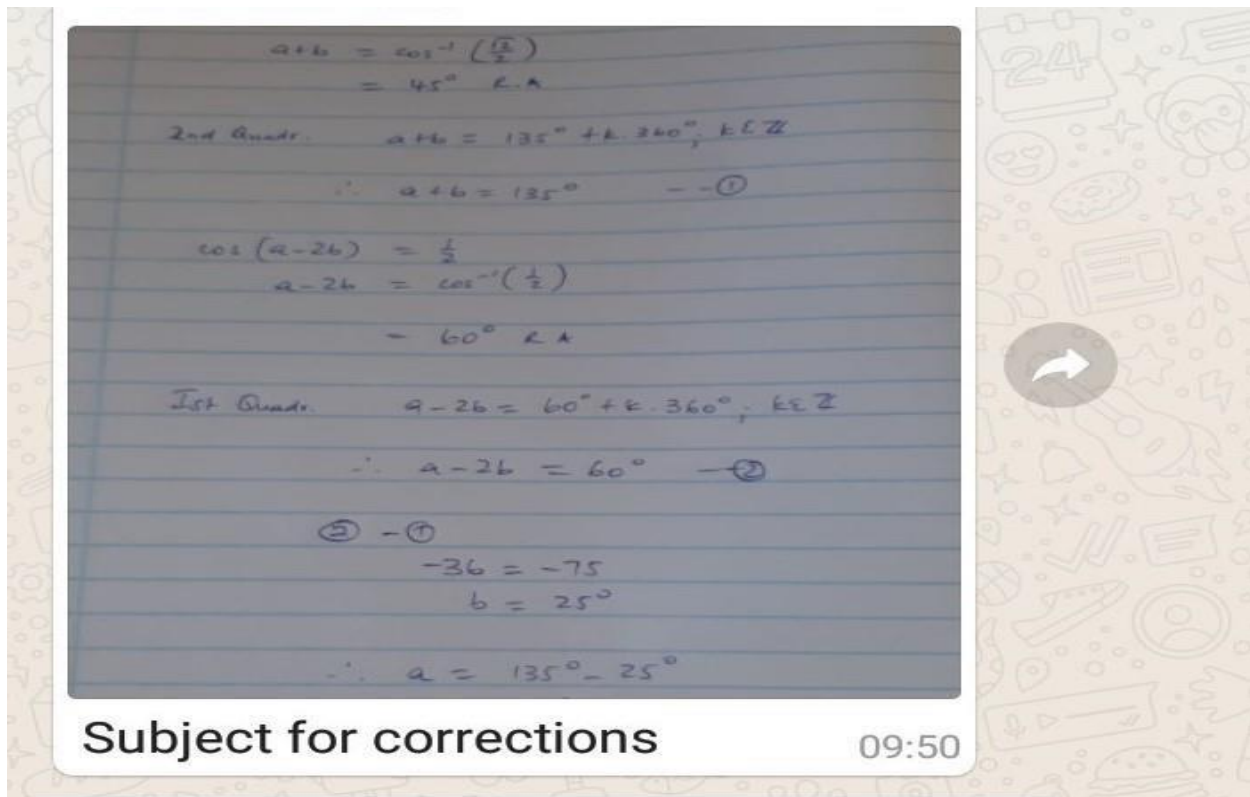 a+b = cos⁻¹ (√2/2)
= 45° R.A
2nd Quadr. a+b = 135° + k.360°; k ∈ ℤ
∴ a+b = 135° --①
cos (a-2b) = 1/2
a-2b = cos⁻¹(1/2)
= 60° R A
Ist Quadr. a-2b = 60° + k.360°; k ∈ ℤ
∴ a-2b = 60° -②
② - ①
-3b = -75
b = 25°
∴ a = 135° - 25°
Subject for corrections
09:50
24